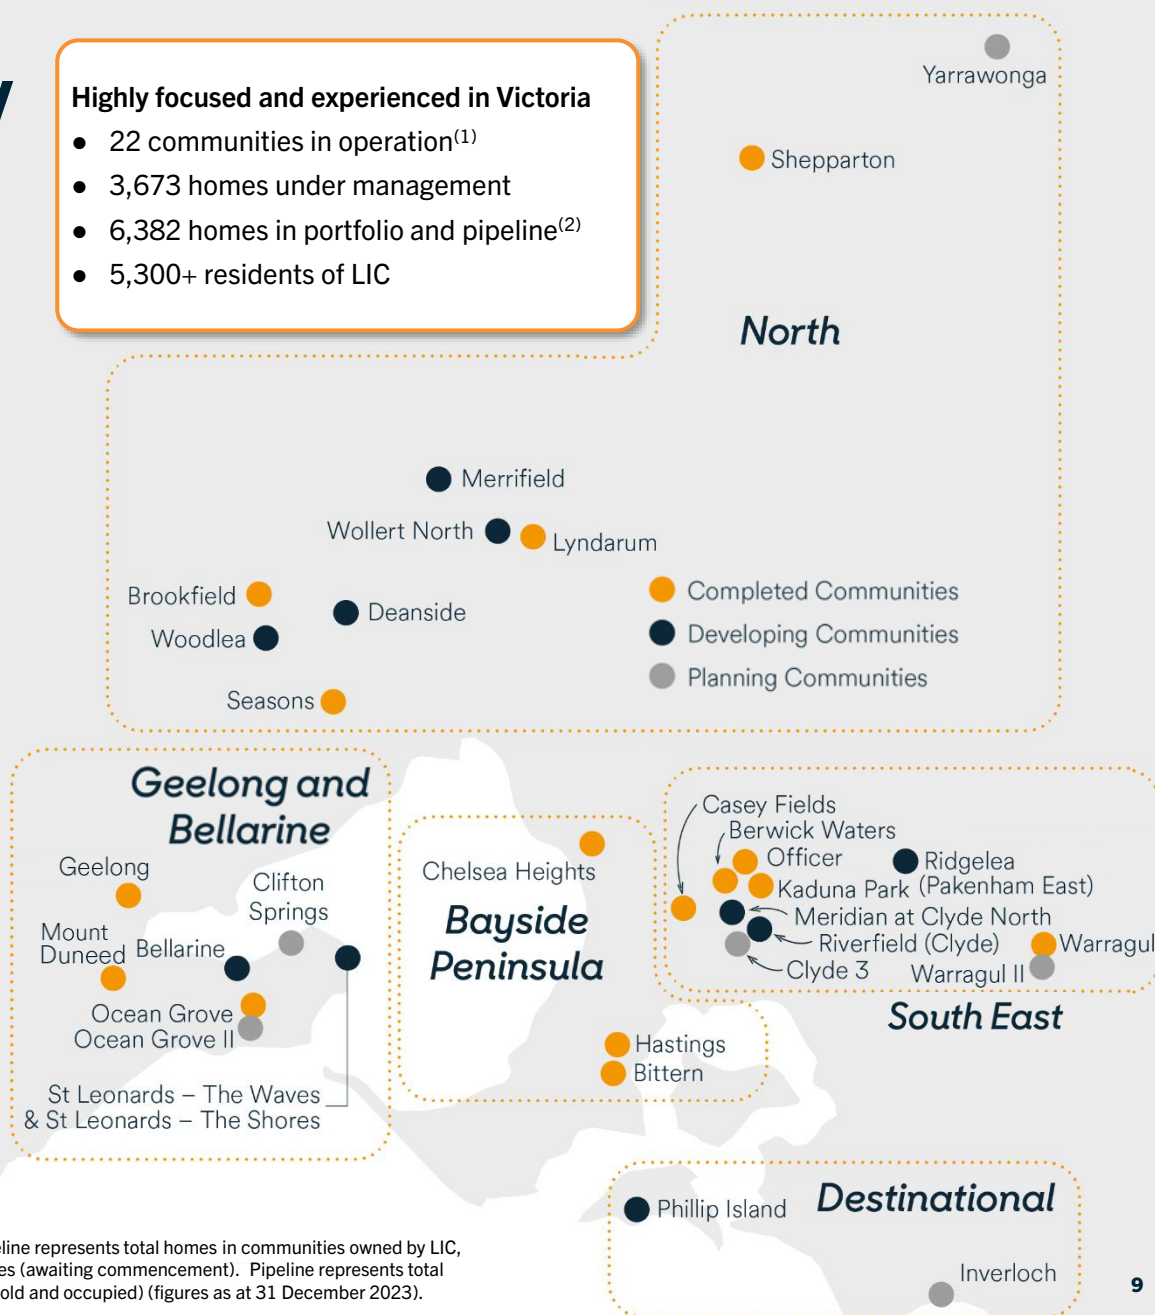 Highly focused and experienced in Victoria
● 22 communities in operation(1)
● 3,673 homes under management
● 6,382 homes in portfolio and pipeline(2)
● 5,300+ residents of LIC
Yarrawonga
Shepparton
North
Merrifield
Wollert North
Lyndarum
Brookfield
Deanside
Woodlea
Seasons
Completed Communities
Developing Communities
Planning Communities
Geelong and
Bellarine
Geelong
Clifton
Springs
Mount
Duneed
Bellarine
Ocean Grove
Ocean Grove II
St Leonards – The Waves
& St Leonards – The Shores
Chelsea Heights
Bayside
Peninsula
Hastings
Bittern
Casey Fields
Berwick Waters
Officer
Ridgelea
(Pakenham East)
Kaduna Park
Meridian at Clyde North
Riverfield (Clyde)
Clyde 3
Warragul
Warragul II
South East
Phillip Island
Destinational
Inverloch
eline represents total homes in communities owned by LIC,
es (awaiting commencement). Pipeline represents total
old and occupied) (figures as at 31 December 2023).
9